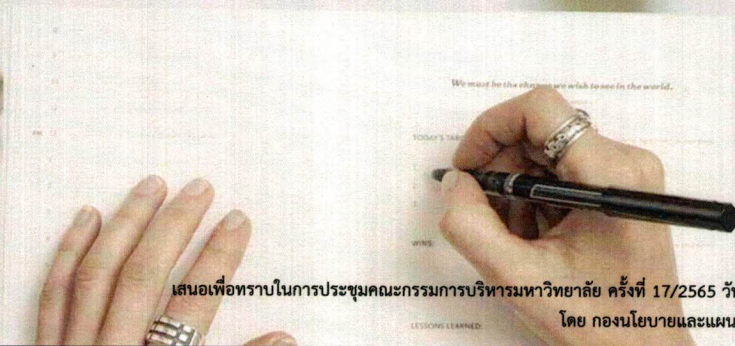 We must be the change we wish to see in the world.
TODAY'S
WINS:
เสนอเพื่อทราบในการประชุมคณะกรรมการบริหารมหาวิทยาลัย ครั้งที่ 17/2565
โดย กองนโยบายและแผน
LESSONS LEARNED: